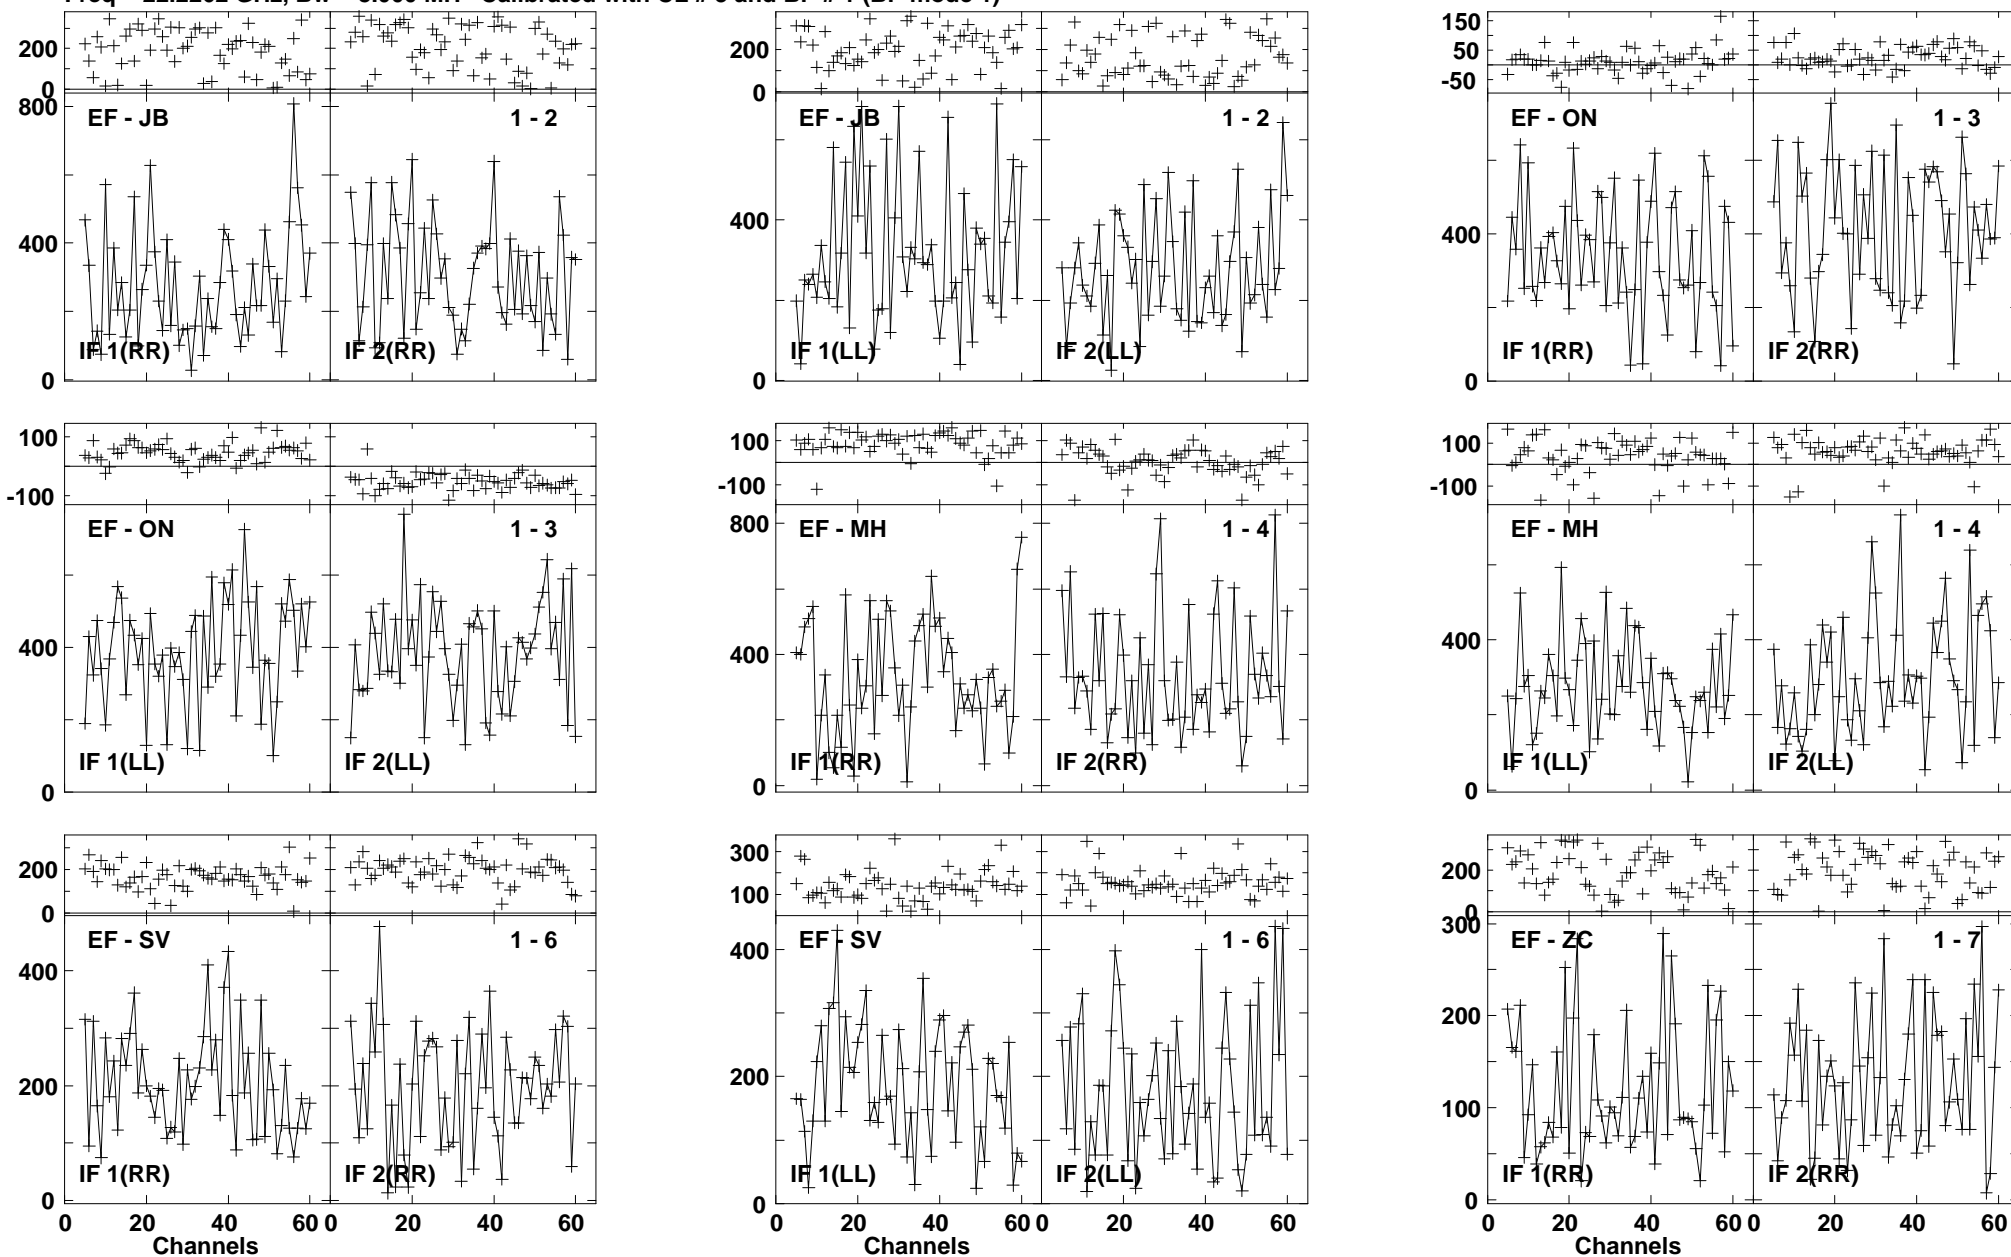 200
0
800
400
0
EF - JB
1 - 2
IF 1(RR)
IF 2(RR)
400
200
0
400
0
EF - JB
1 - 2
IF 1(LL)
IF 2(LL)
150
50
-50
400
0
EF - ON
1 - 3
IF 1(RR)
IF 2(RR)
100
-100
400
0
EF - ON
1 - 3
IF 1(LL)
IF 2(LL)
100
-100
800
400
0
EF - MH
1 - 4
IF 1(RR)
IF 2(RR)
100
-100
400
0
EF - MH
1 - 4
IF 1(LL)
IF 2(LL)
200
0
400
200
0
EF - SV
1 - 6
IF 1(RR)
IF 2(RR)
0 20 40 60 0 20 40 60
Channels
300
100
400
200
0
EF - SV
1 - 6
IF 1(LL)
IF 2(LL)
0 20 40 60 0 20 40 60
Channels
200
0
300
200
100
0
EF - ZC
1 - 7
IF 1(RR)
IF 2(RR)
0 20 40 60 0 20 40 60
Channels